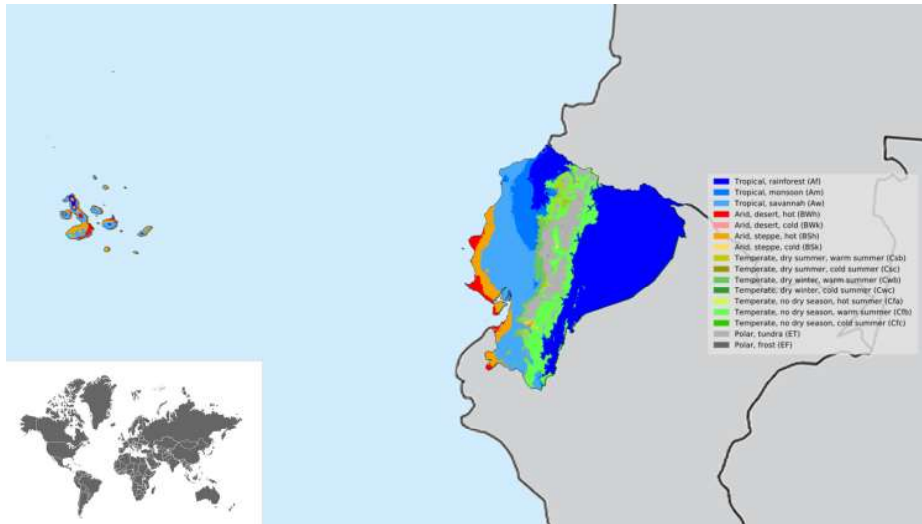 Tropical, rainforest (Af)
Tropical, monsoon (Am)
Tropical, savannah (Aw)
Arid, desert, hot (BWh)
Arid, desert, cold (BWk)
Arid, steppe, hot (BSh)
Arid, steppe, cold (BSk)
Temperate, dry summer, warm summer (Csb)
Temperate, dry summer, cold summer (Csc)
Temperate, dry winter, warm summer (Cwb)
Temperate, dry winter, cold summer (Cwc)
Temperate, no dry season, hot summer (Cfa)
Temperate, no dry season, warm summer (Cfb)
Temperate, no dry season, cold summer (Cfc)
Polar, tundra (ET)
Polar, frost (EF)